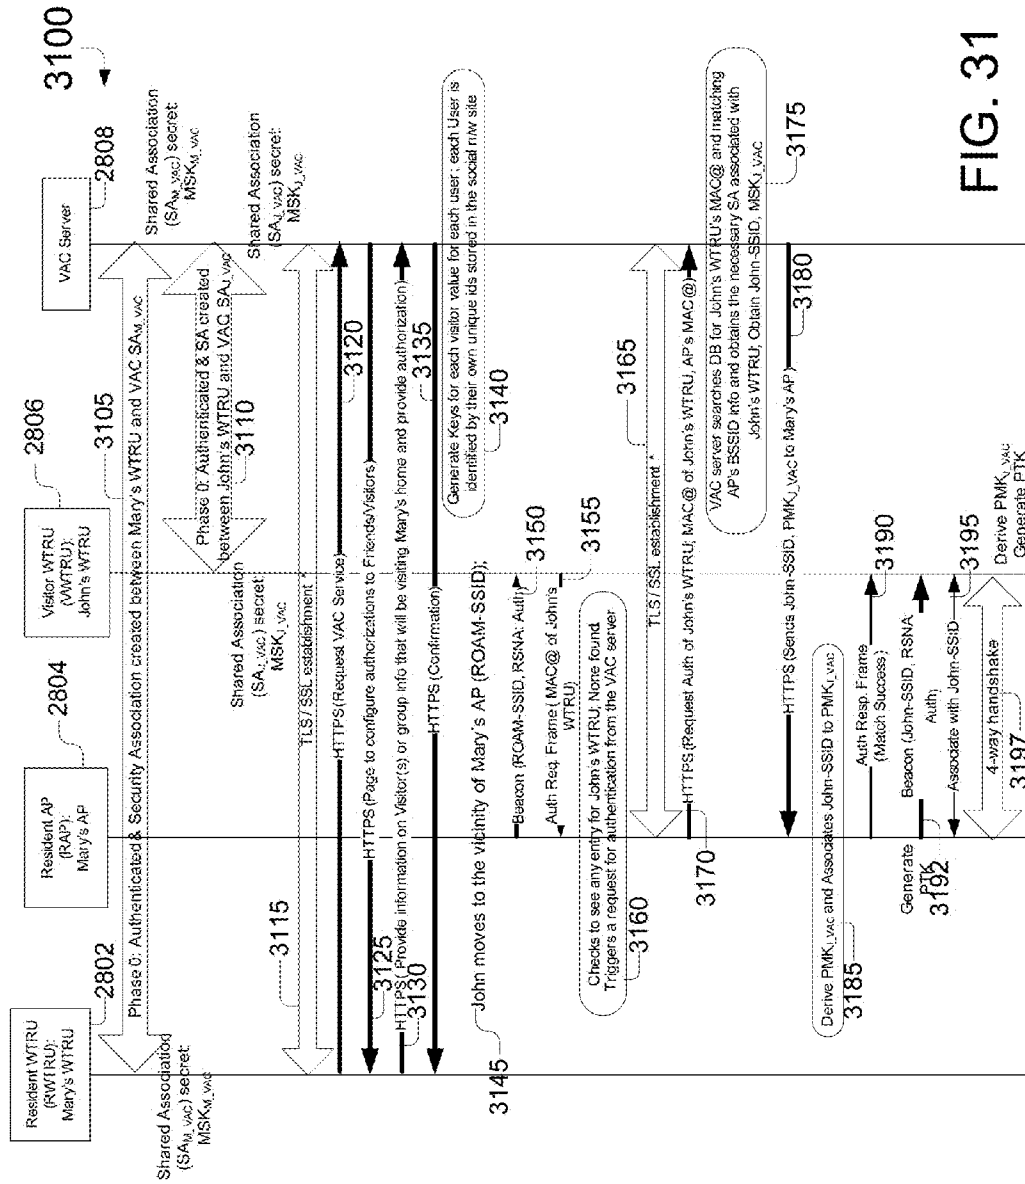 3100
Resident WTRU
(RWTRU):
Mary's WTRU
2802
Resident AP
(RAP):
Mary's AP
2804
Visitor WTRU
(VWTRU):
John's WTRU
2806
VAC Server
2808
Phase 0: Authenticated & Security Association created between Mary's WTRU and VAC SAM_VAC
3105
Shared Association
(SAM_VAC) secret:
MSKM_VAC
Shared Association
(SAM_VAC) secret:
MSKM_VAC
Phase 0: Authenticated & SA created
between John's WTRU and VAC SAJ_VAC
3110
Shared Association
(SAJ_VAC) secret:
MSKJ_VAC
Shared Association
(SAJ_VAC) secret:
MSKJ_VAC
3115
TLS / SSL establishment *
HTTPS (Request VAC Service)
3120
HTTPS (Page to configure authorizations to Friends/Visitors)
3125
HTTPS ( Provide information on Visitor(s) or group info that will be visiting Mary's home and provide authorization)
3130
HTTPS (Confirmation)
3135
Generate Keys for each visitor value for each user; each User is
identified by their own unique ids stored in the social n/w site
3140
John moves to the vicinity of Mary's AP (ROAM-SSID);
3145
Beacon (ROAM-SSID, RSNA: Auth)
3150
Auth Req. Frame ( MAC@ of John's
WTRU)
3155
Checks to see any entry for John's WTRU; None found.
Triggers a request for authentication from the VAC server
3160
TLS / SSL establishment *
3165
HTTPS (Request Auth of John's WTRU; MAC@ of John's WTRU, AP's MAC@)
3170
VAC server searches DB for John's WTRU's MAC@ and matching
AP's BSSID info and obtains the necessary SA associated with
John's WTRU; Obtain John-SSID, MSKJ_VAC
3175
HTTPS (Sends John-SSID, PMKJ_VAC to Mary's AP)
3180
Derive PMKJ_VAC and Associates John-SSID to PMKJ_VAC
3185
Auth Resp. Frame
(Match Success)
3190
Generate
PTK
3192
Beacon (John-SSID, RSNA:
Auth)
Associate with John-SSID
3195
4-way handshake
3197
Derive PMKJ_VAC
Generate PTK
FIG. 31